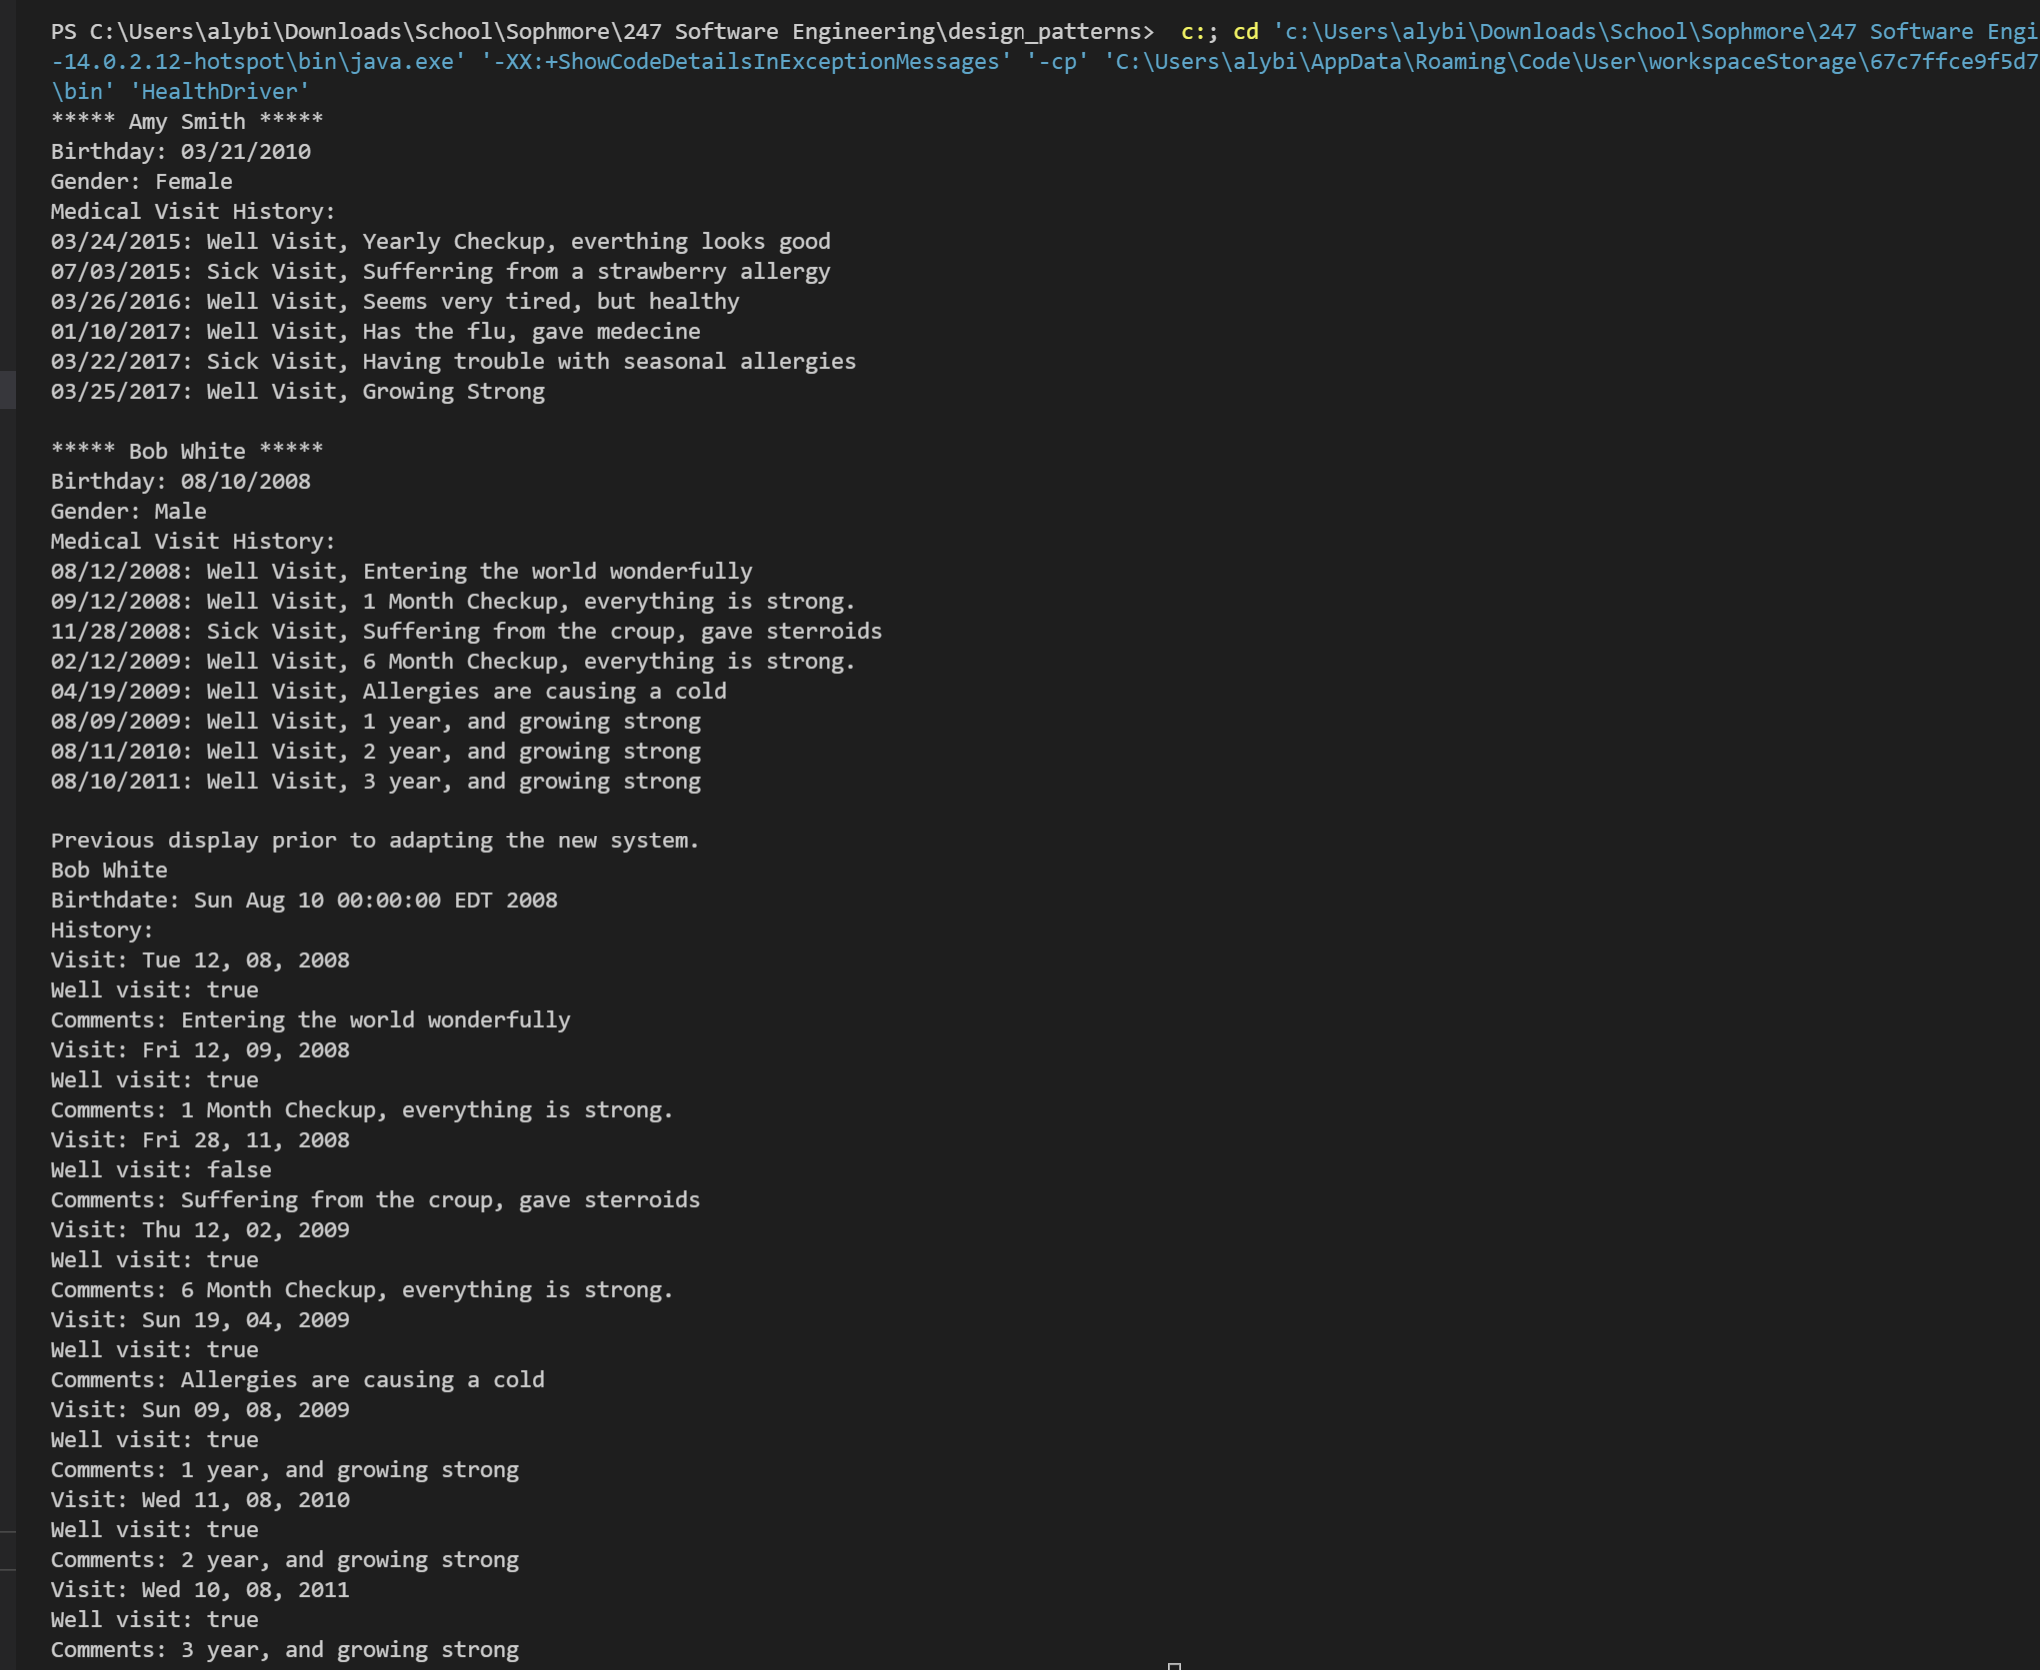 PS C:\Users\alybi\Downloads\School\Sophmore\247 Software Engineering\design_patterns>  c:; cd 'c:\Users\alybi\Downloads\School\Sophmore\247 Software Engi
-14.0.2.12-hotspot\bin\java.exe' '-XX:+ShowCodeDetailsInExceptionMessages' '-cp' 'C:\Users\alybi\AppData\Roaming\Code\User\workspaceStorage\67c7ffce9f5d7
\bin' 'HealthDriver'
***** Amy Smith *****
Birthday: 03/21/2010
Gender: Female
Medical Visit History:
03/24/2015: Well Visit, Yearly Checkup, everthing looks good
07/03/2015: Sick Visit, Sufferring from a strawberry allergy
03/26/2016: Well Visit, Seems very tired, but healthy
01/10/2017: Well Visit, Has the flu, gave medecine
03/22/2017: Sick Visit, Having trouble with seasonal allergies
03/25/2017: Well Visit, Growing Strong

***** Bob White *****
Birthday: 08/10/2008
Gender: Male
Medical Visit History:
08/12/2008: Well Visit, Entering the world wonderfully
09/12/2008: Well Visit, 1 Month Checkup, everything is strong.
11/28/2008: Sick Visit, Suffering from the croup, gave sterroids
02/12/2009: Well Visit, 6 Month Checkup, everything is strong.
04/19/2009: Well Visit, Allergies are causing a cold
08/09/2009: Well Visit, 1 year, and growing strong
08/11/2010: Well Visit, 2 year, and growing strong
08/10/2011: Well Visit, 3 year, and growing strong

Previous display prior to adapting the new system.
Bob White
Birthdate: Sun Aug 10 00:00:00 EDT 2008
History:
Visit: Tue 12, 08, 2008
Well visit: true
Comments: Entering the world wonderfully
Visit: Fri 12, 09, 2008
Well visit: true
Comments: 1 Month Checkup, everything is strong.
Visit: Fri 28, 11, 2008
Well visit: false
Comments: Suffering from the croup, gave sterroids
Visit: Thu 12, 02, 2009
Well visit: true
Comments: 6 Month Checkup, everything is strong.
Visit: Sun 19, 04, 2009
Well visit: true
Comments: Allergies are causing a cold
Visit: Sun 09, 08, 2009
Well visit: true
Comments: 1 year, and growing strong
Visit: Wed 11, 08, 2010
Well visit: true
Comments: 2 year, and growing strong
Visit: Wed 10, 08, 2011
Well visit: true
Comments: 3 year, and growing strong